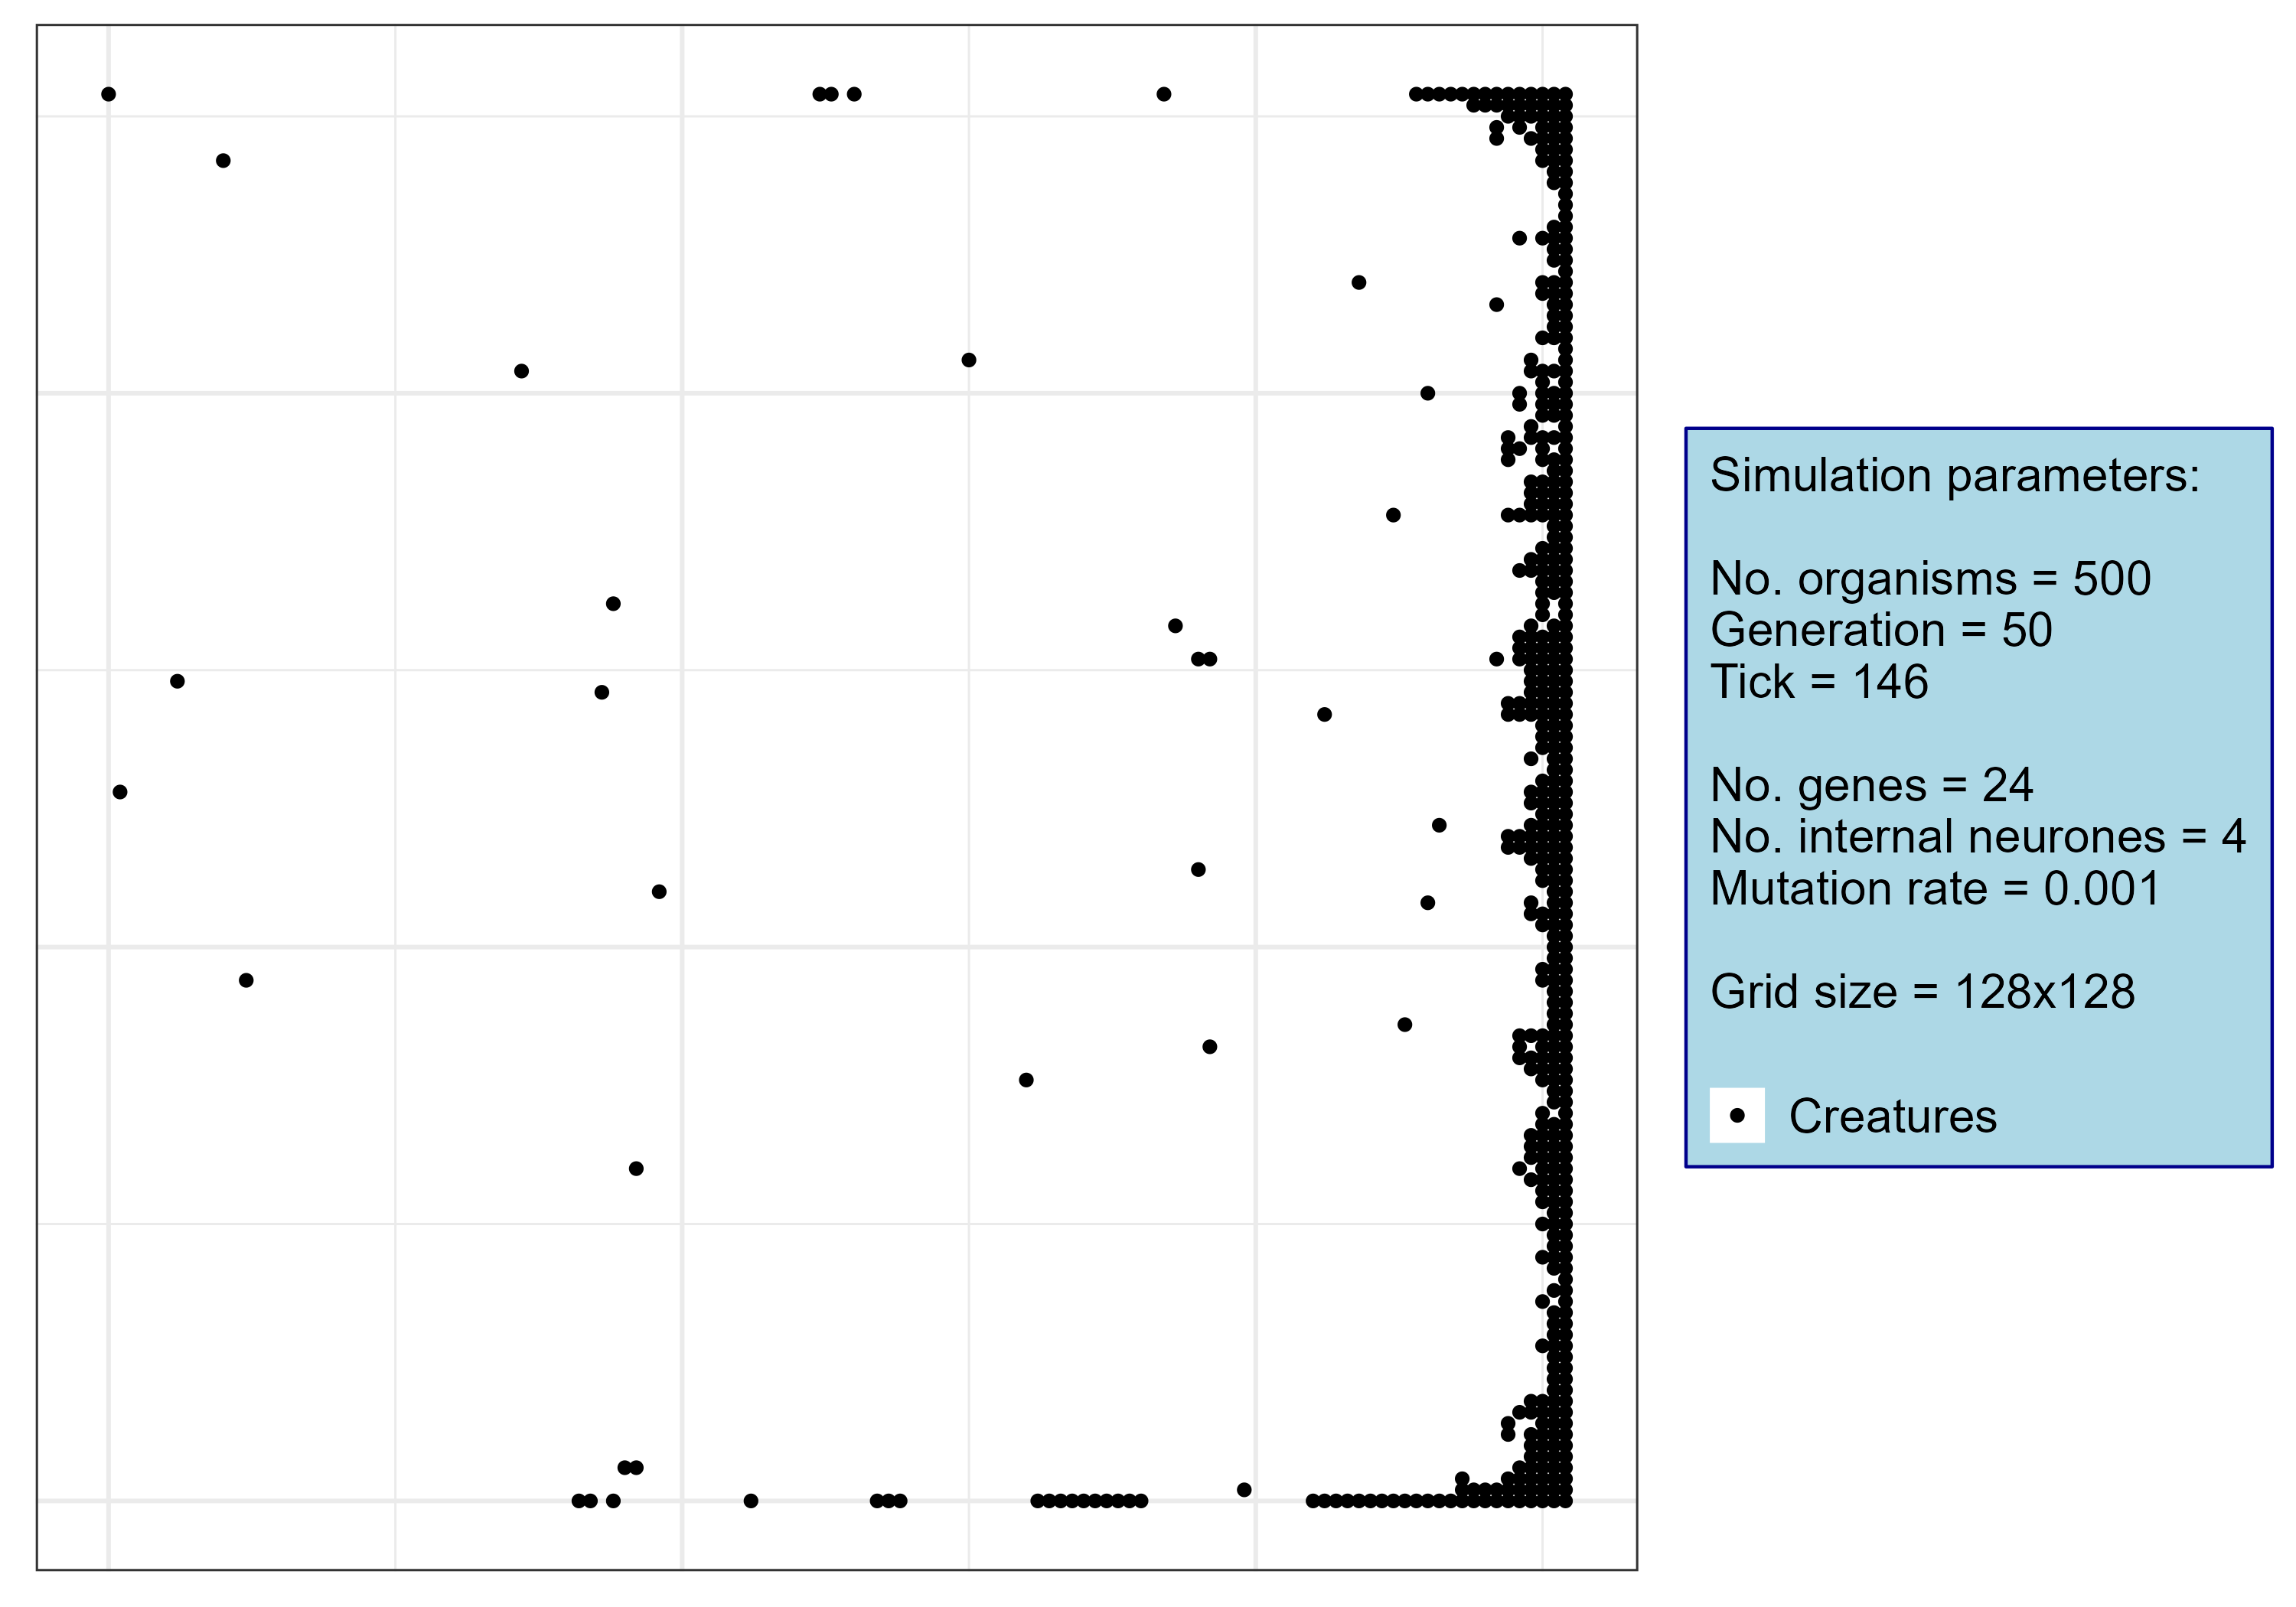 Simulation parameters:
No. organisms = 500
Generation = 50
Tick = 146
No. genes = 24
No. internal neurones = 4
Mutation rate = 0.001
Grid size = 128x128
Creatures